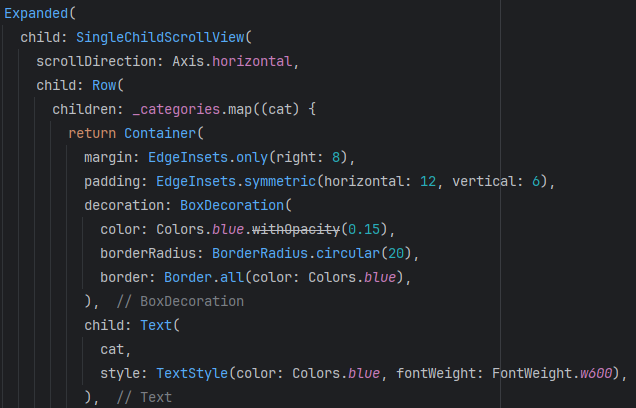 Expanded(
child: SingleChildScrollView(
scrollDirection: Axis.horizontal,
child: Row(
children: _categories.map((cat) {
return Container(
margin: EdgeInsets.only(right: 8),
padding: EdgeInsets.symmetric(horizontal: 12, vertical: 6),
decoration: BoxDecoration(
color: Colors.blue.withOpacity(0.15),
borderRadius: BorderRadius.circular(20),
border: Border.all(color: Colors.blue),
), // BoxDecoration
child: Text(
cat,
style: TextStyle(color: Colors.blue, fontWeight: FontWeight.w600),
), // Text